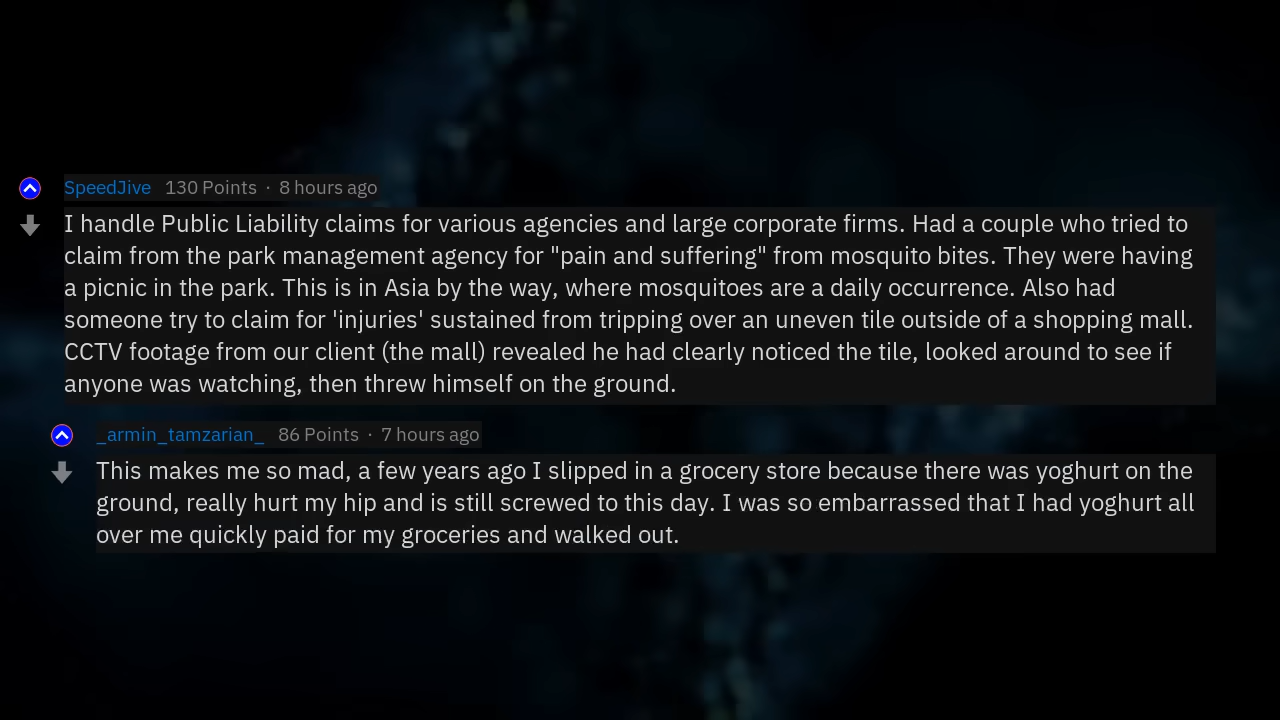 SpeedJive 130 Points · 8 hours ago
I handle Public Liability claims for various agencies and large corporate firms. Had a couple who tried to
claim from the park management agency for "pain and suffering" from mosquito bites. They were having
a picnic in the park. This is in Asia by the way, where mosquitoes are a daily occurrence. Also had
someone try to claim for 'injuries' sustained from tripping over an uneven tile outside of a shopping mall.
CCTV footage from our client (the mall) revealed he had clearly noticed the tile, looked around to see if
anyone was watching, then threw himself on the ground.
_armin_tamzarian_ 86 Points · 7 hours ago
This makes me so mad, a few years ago I slipped in a grocery store because there was yoghurt on the
ground, really hurt my hip and is still screwed to this day. I was so embarrassed that I had yoghurt all
over me quickly paid for my groceries and walked out.